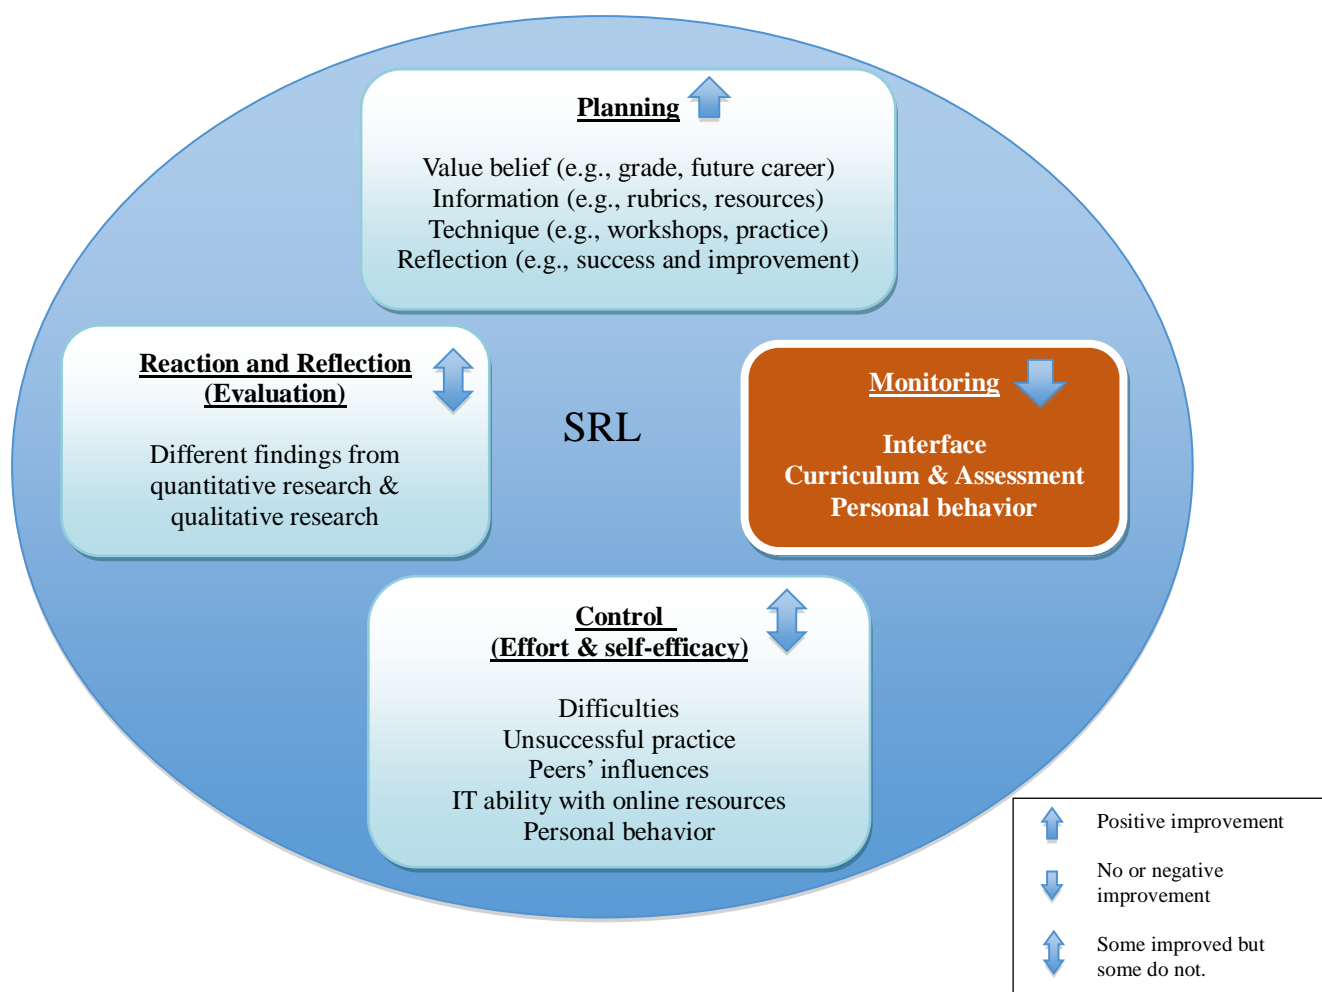 Planning
Value belief (e.g., grade, future career)
Information (e.g., rubrics, resources)
Technique (e.g., workshops, practice)
Reflection (e.g., success and improvement)
Reaction and Reflection
(Evaluation)
Different findings from
quantitative research &
qualitative research
SRL
Monitoring
Interface
Curriculum & Assessment
Personal behavior
Control
(Effort & self-efficacy)
Difficulties
Unsuccessful practice
Peers’ influences
IT ability with online resources
Personal behavior
Positive improvement
No or negative
improvement
Some improved but
some do not.